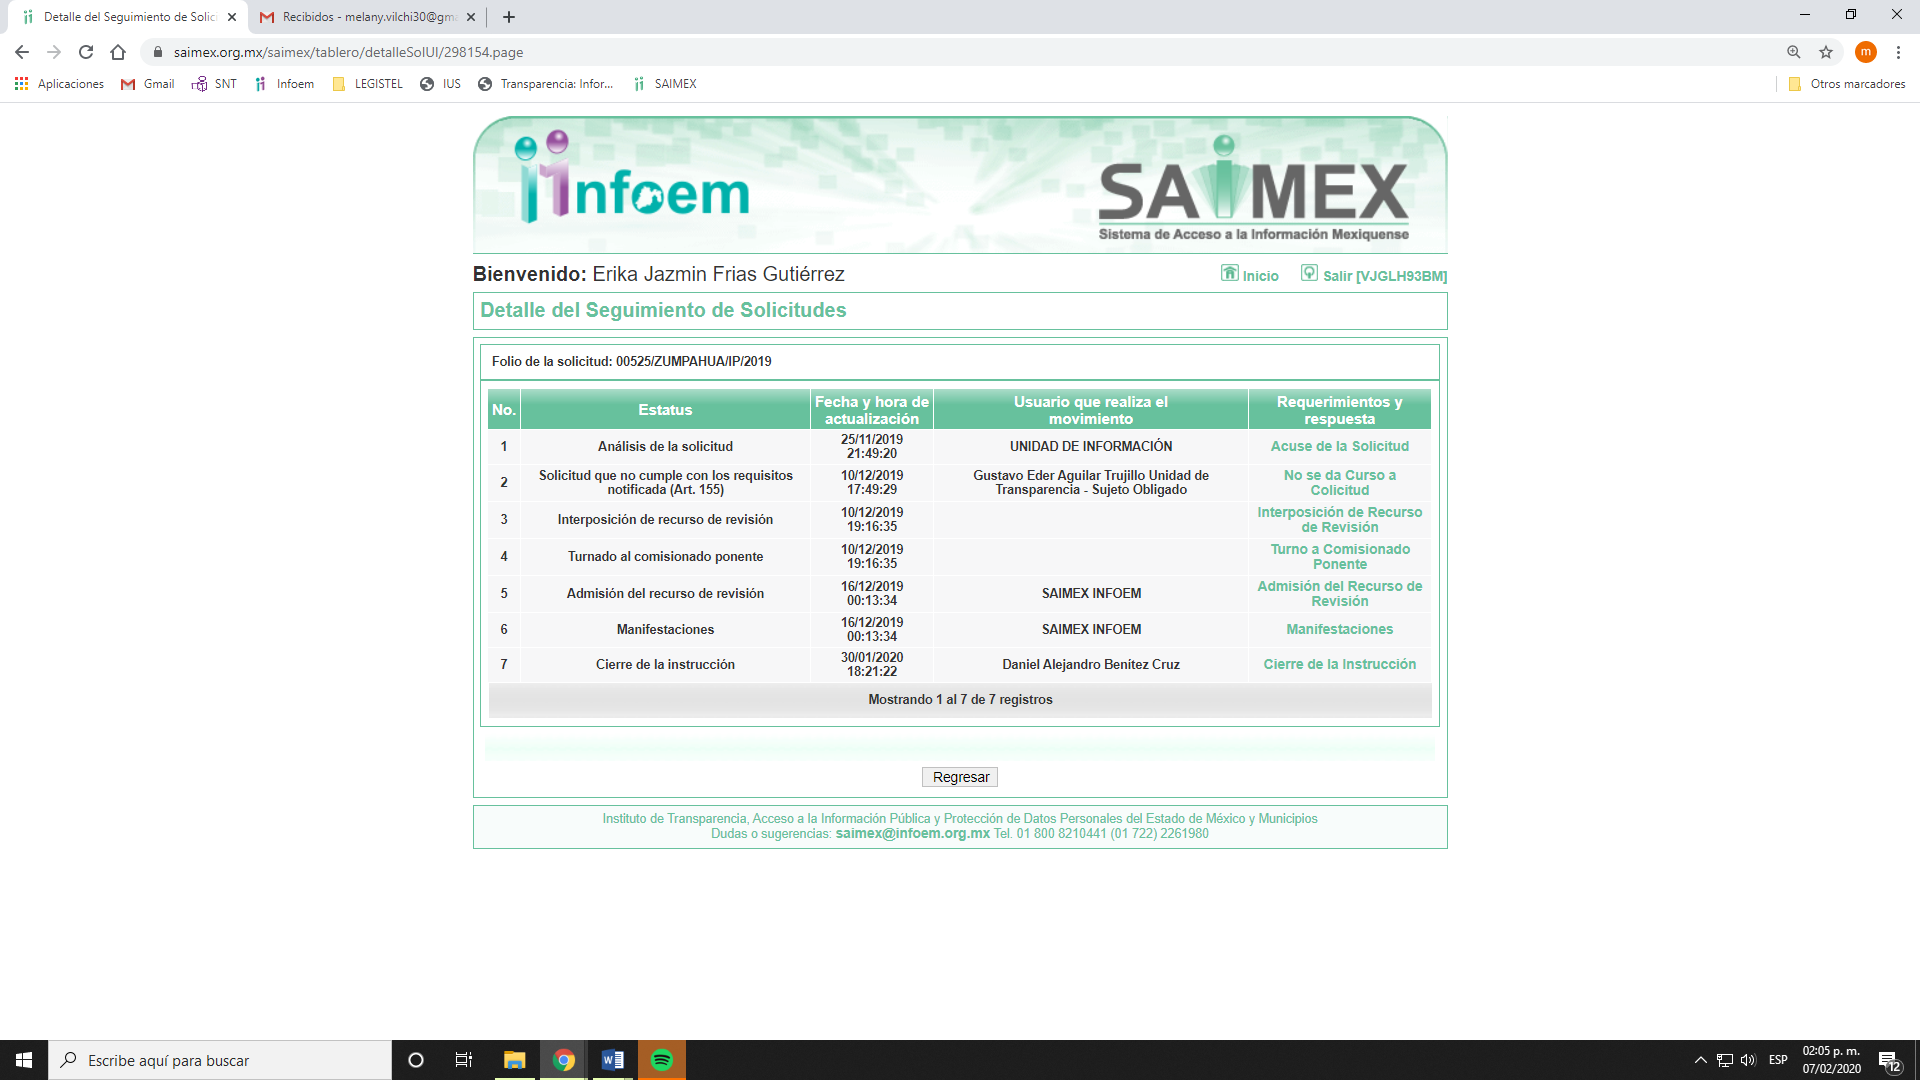 Detalle del Seguimiento de Solici
Recibidos - melany.vilchi30@gma
saimex.org.mx/saimex/tablero/detalleSolUI/298154.page
m
Aplicaciones
Gmail
SNT
Infoem
LEGISTEL
IUS
Transparencia: Infor...
SAIMEX
Otros marcadores
infoem
SAIMEX
Sistema de Acceso a la Información Mexiquense
Bienvenido: Erika Jazmin Frias Gutiérrez
Inicio
Salir [VJGLH93BM]
Detalle del Seguimiento de Solicitudes
Folio de la solicitud: 00525/ZUMPAHUA/IP/2019
No. Estatus Fecha y hora de actualización Usuario que realiza el movimiento Requerimientos y respuesta
1 Análisis de la solicitud 25/11/2019 21:49:20 UNIDAD DE INFORMACIÓN Acuse de la Solicitud
2 Solicitud que no cumple con los requisitos notificada (Art. 155) 10/12/2019 17:49:29 Gustavo Eder Aguilar Trujillo Unidad de Transparencia - Sujeto Obligado No se da Curso a Colicitud
3 Interposición de recurso de revisión 10/12/2019 19:16:35 Interposición de Recurso de Revisión
4 Turnado al comisionado ponente 10/12/2019 19:16:35 Turno a Comisionado Ponente
5 Admisión del recurso de revisión 16/12/2019 00:13:34 SAIMEX INFOEM Admisión del Recurso de Revisión
6 Manifestaciones 16/12/2019 00:13:34 SAIMEX INFOEM Manifestaciones
7 Cierre de la instrucción 30/01/2020 18:21:22 Daniel Alejandro Benítez Cruz Cierre de la Instrucción
Mostrando 1 al 7 de 7 registros
Regresar
Instituto de Transparencia, Acceso a la Información Pública y Protección de Datos Personales del Estado de México y Municipios
Dudas o sugerencias: saimex@infoem.org.mx Tel. 01 800 8210441 (01 722) 2261980
Escribe aquí para buscar
ESP
02:05 p. m.
07/02/2020
12